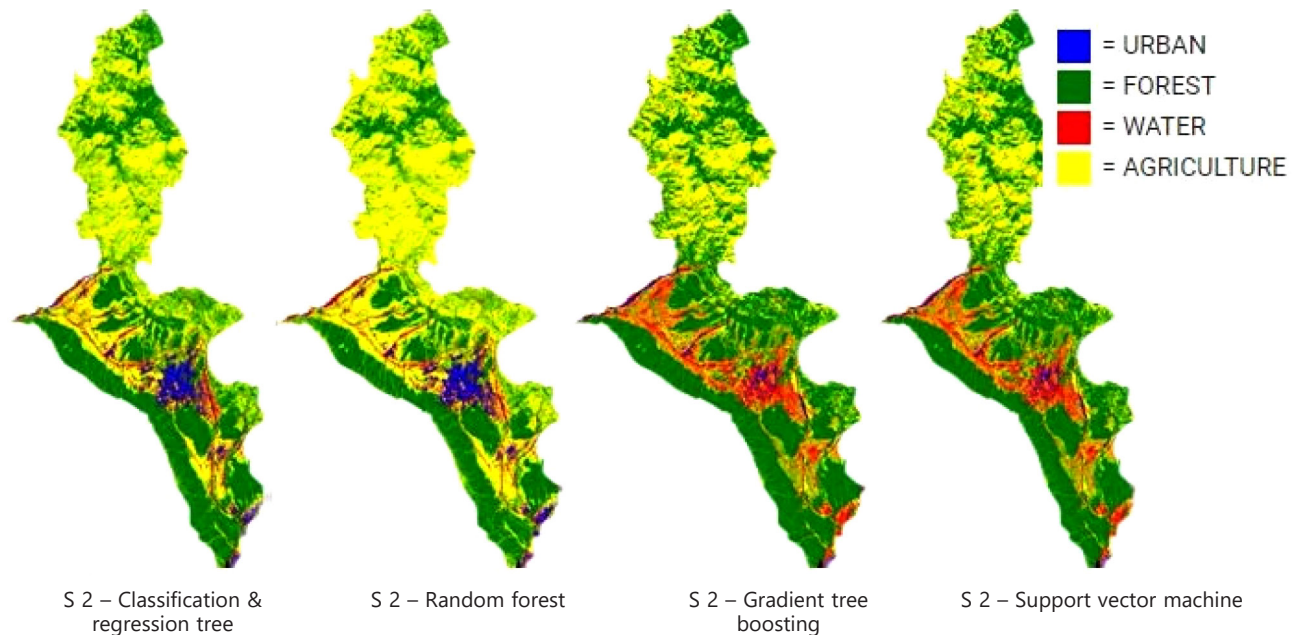 = URBAN
= FOREST
= WATER
= AGRICULTURE
S 2 – Classification &
regression tree
S 2 – Random forest
S 2 – Gradient tree
boosting
S 2 – Support vector machine